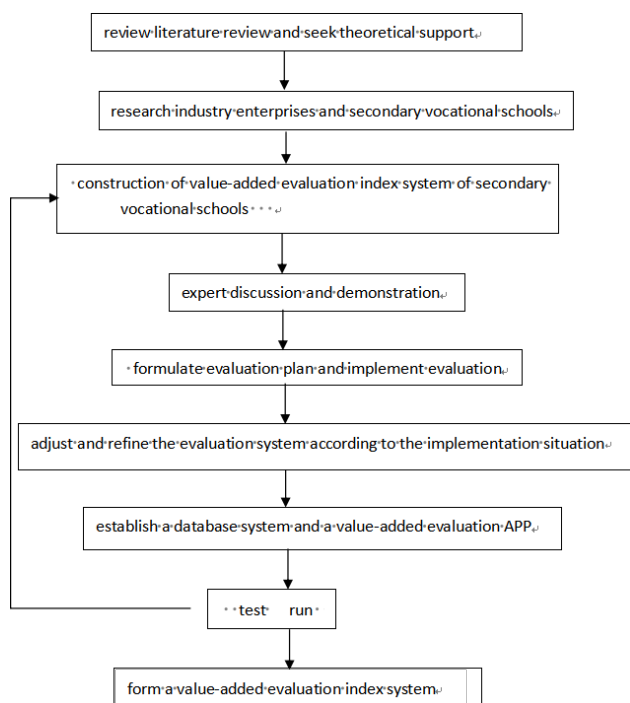 review literature review and seek theoretical support
research industry enterprises and secondary vocational schools
construction of value-added evaluation index system of secondary
vocational schools
expert discussion and demonstration
formulate evaluation plan and implement evaluation
adjust and refine the evaluation system according to the implementation situation
establish a database system and a value-added evaluation APP
test run
form a value-added evaluation index system